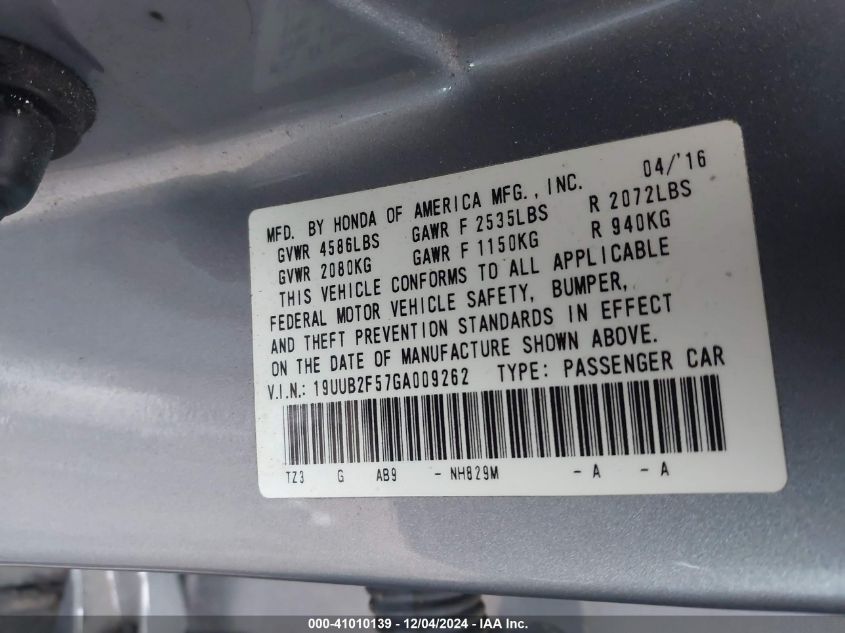 MFD. BY HONDA OF AMERICA MFG., INC. 04/'16
GVWR 4586LBS GAWR F 2535LBS R 2072LBS
GVWR 2080KG GAWR F 1150KG R 940KG
THIS VEHICLE CONFORMS TO ALL APPLICABLE
FEDERAL MOTOR VEHICLE SAFETY, BUMPER,
AND THEFT PREVENTION STANDARDS IN EFFECT
ON THE DATE OF MANUFACTURE SHOWN ABOVE.
V.I.N.: 19UUB2F57GA009262 TYPE: PASSENGER CAR
TZ3 G AB9 - NH829M - A - A
000-41010139 - 12/04/2024 - IAA Inc.